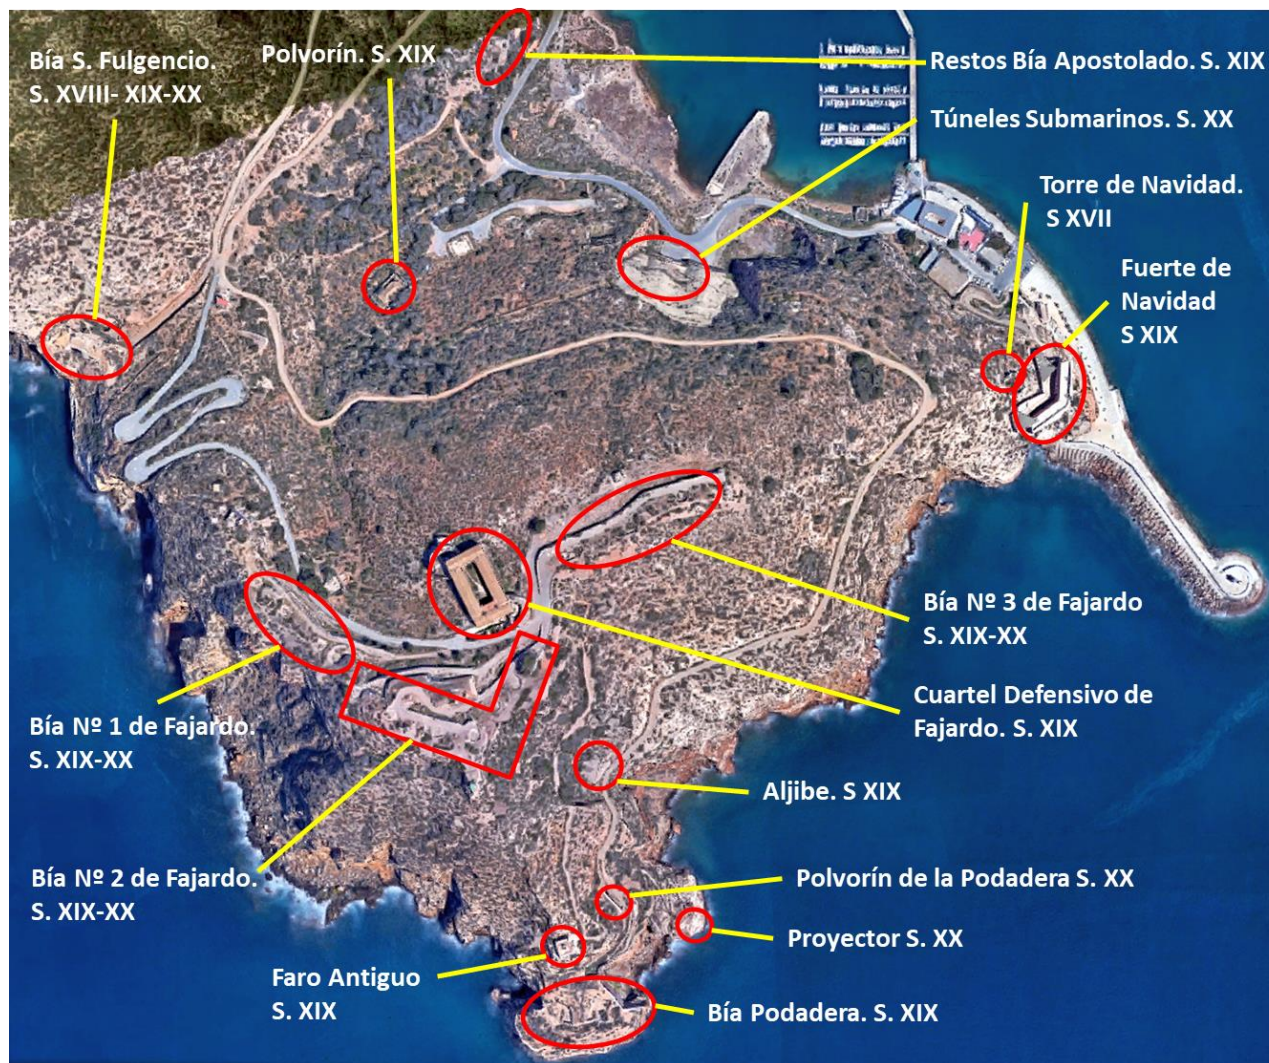 Bía S. Fulgencio.
S. XVIII- XIX-XX
Polvorín. S. XIX
Restos Bía Apostolado. S. XIX
Túneles Submarinos. S. XX
Torre de Navidad.
S XVII
Fuerte de
Navidad
S XIX
Bía Nº 3 de Fajardo
S. XIX-XX
Cuartel Defensivo de
Fajardo. S. XIX
Bía Nº 1 de Fajardo.
S. XIX-XX
Aljibe. S XIX
Bía Nº 2 de Fajardo.
S. XIX-XX
Polvorín de la Podadera S. XX
Proyector S. XX
Faro Antiguo
S. XIX
Bía Podadera. S. XIX